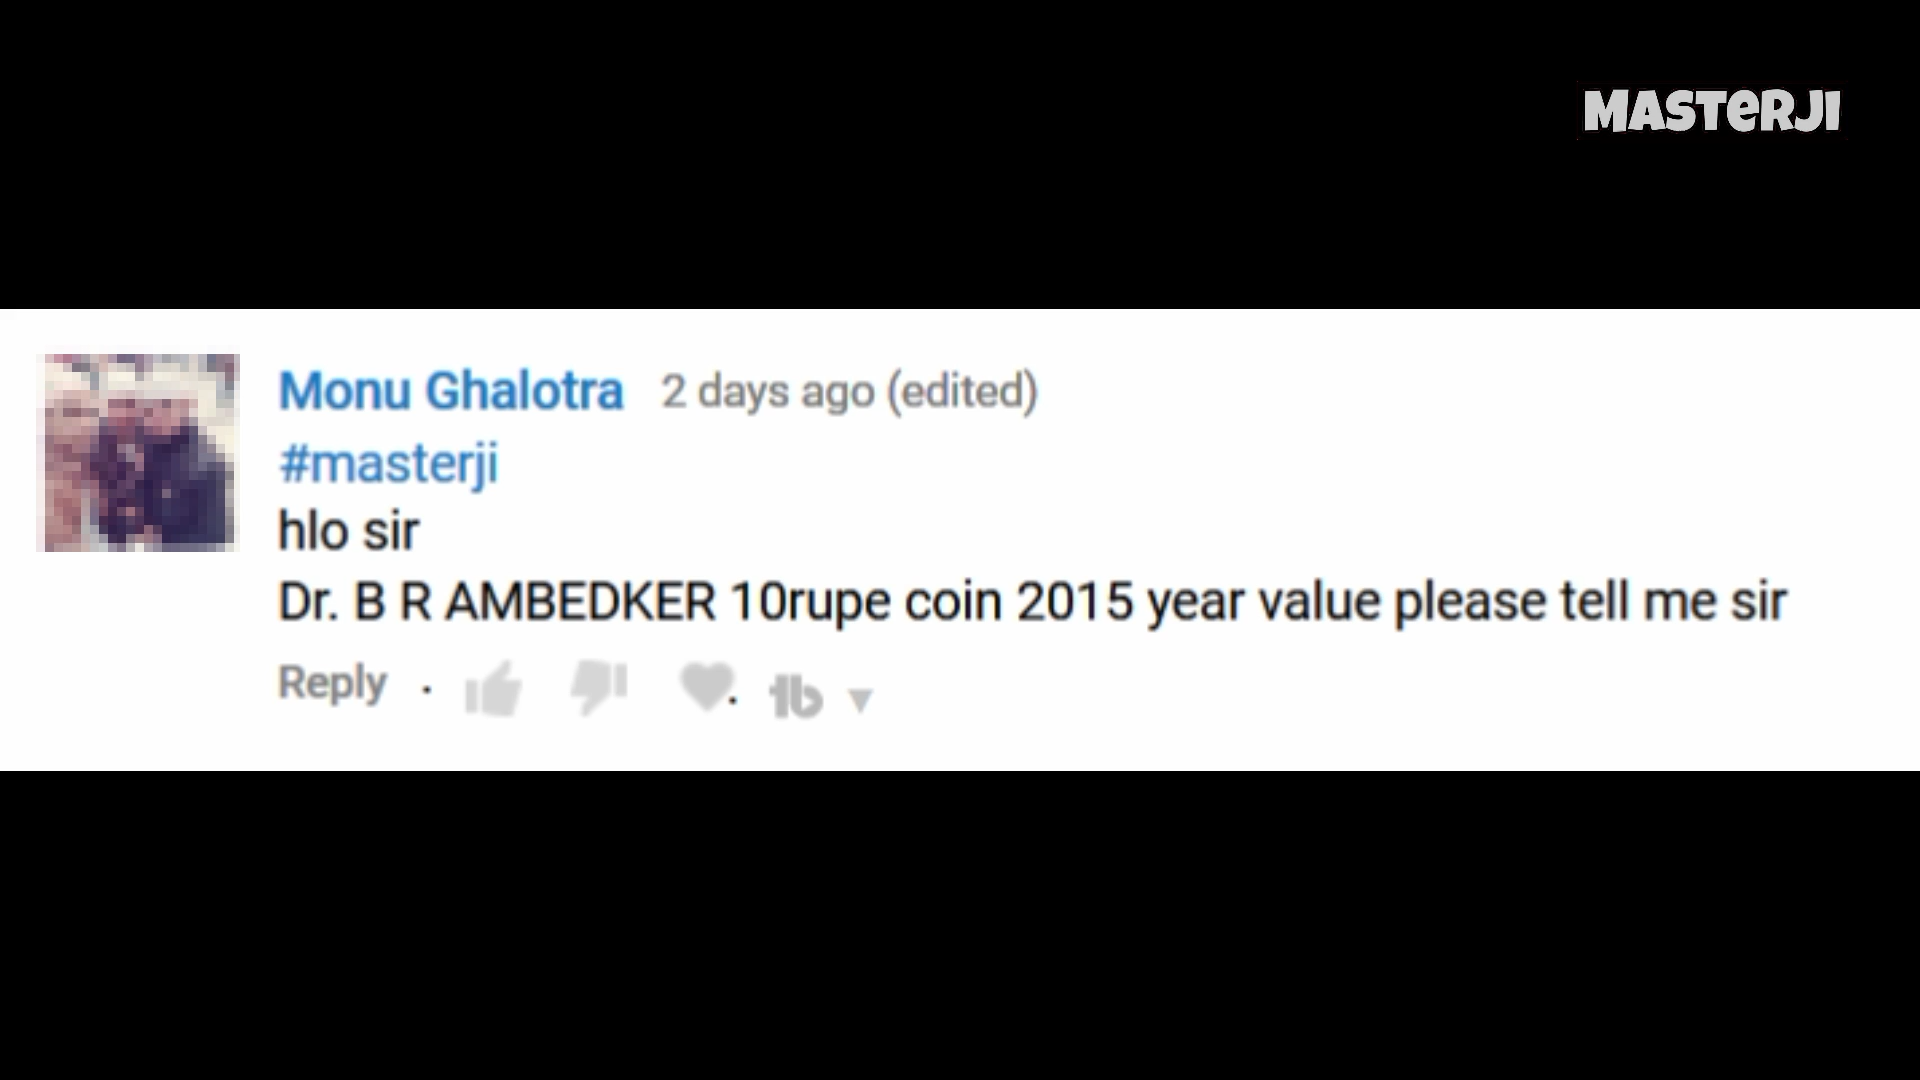 MASTERJI
Monu Ghalotra 2 days ago (edited)
#masterji
hlo sir
Dr. B R AMBEDKER 10rupe coin 2015 year value please tell me sir
Reply · tb